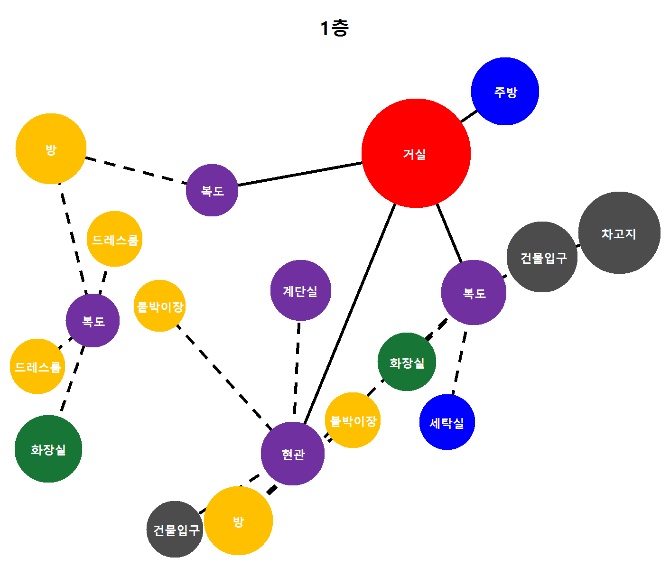 1층
주방
방
거실
복도
차고지
드레스룸
건물입구
계단실
복도
붙박이장
복도
화장실
드레스룸
붙박이장
세탁실
화장실
현관
방
건물입구